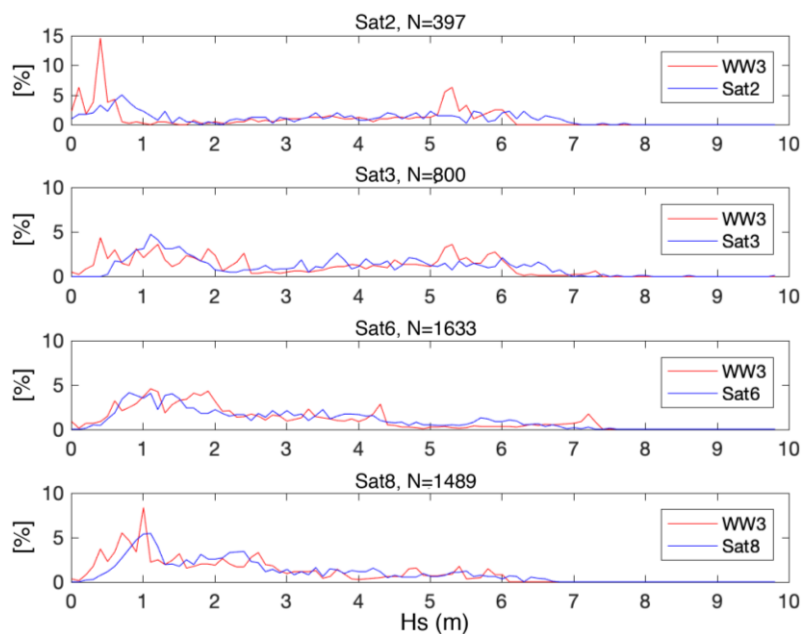 Sat2, N=397
15
10
5
0
[%]
WW3
Sat2
0 1 2 3 4 5 6 7 8 9 10
Sat3, N=800
10
5
0
[%]
WW3
Sat3
0 1 2 3 4 5 6 7 8 9 10
Sat6, N=1633
10
5
0
[%]
WW3
Sat6
0 1 2 3 4 5 6 7 8 9 10
Sat8, N=1489
10
5
0
[%]
WW3
Sat8
0 1 2 3 4 5 6 7 8 9 10
Hs (m)